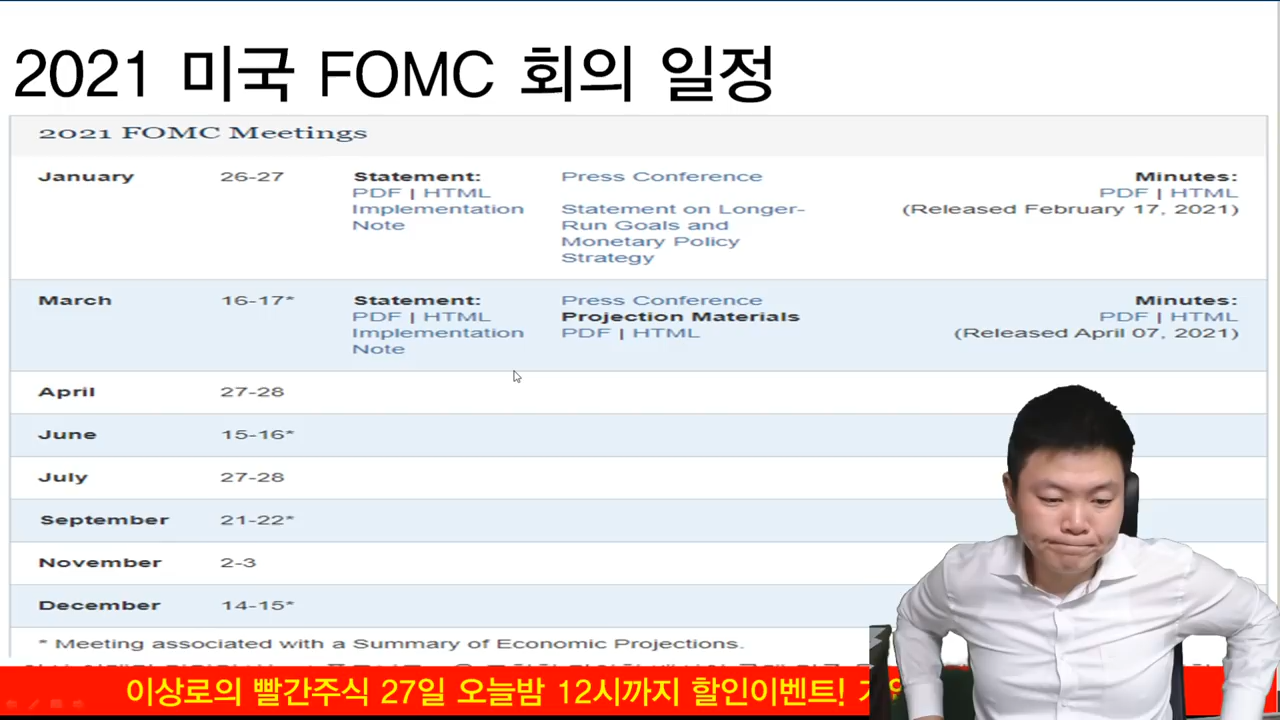 2021 미국 FOMC 회의 일정
2021 FOMC Meetings
January 26-27 Statement: Press Conference Minutes:
PDF | HTML PDF | HTML
Implementation Statement on Longer- (Released February 17, 2021)
Note Run Goals and
Monetary Policy
Strategy
March 16-17* Statement: Press Conference Minutes:
PDF | HTML Projection Materials PDF | HTML
Implementation PDF | HTML (Released April 07, 2021)
Note
April 27-28
June 15-16*
July 27-28
September 21-22*
November 2-3
December 14-15*
* Meeting associated with a Summary of Economic Projections.
이상로의 빨간주식 27일 오늘밤 12시까지 할인이벤트!